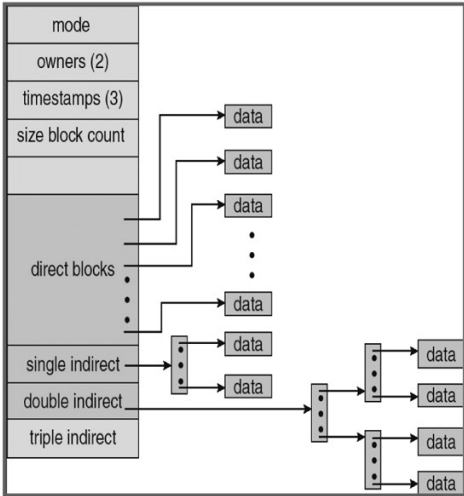 mode
owners (2)
timestamps (3)
size block count
direct blocks
single indirect
double indirect
triple indirect
data
data
data
data
data
data
data
data
data
data